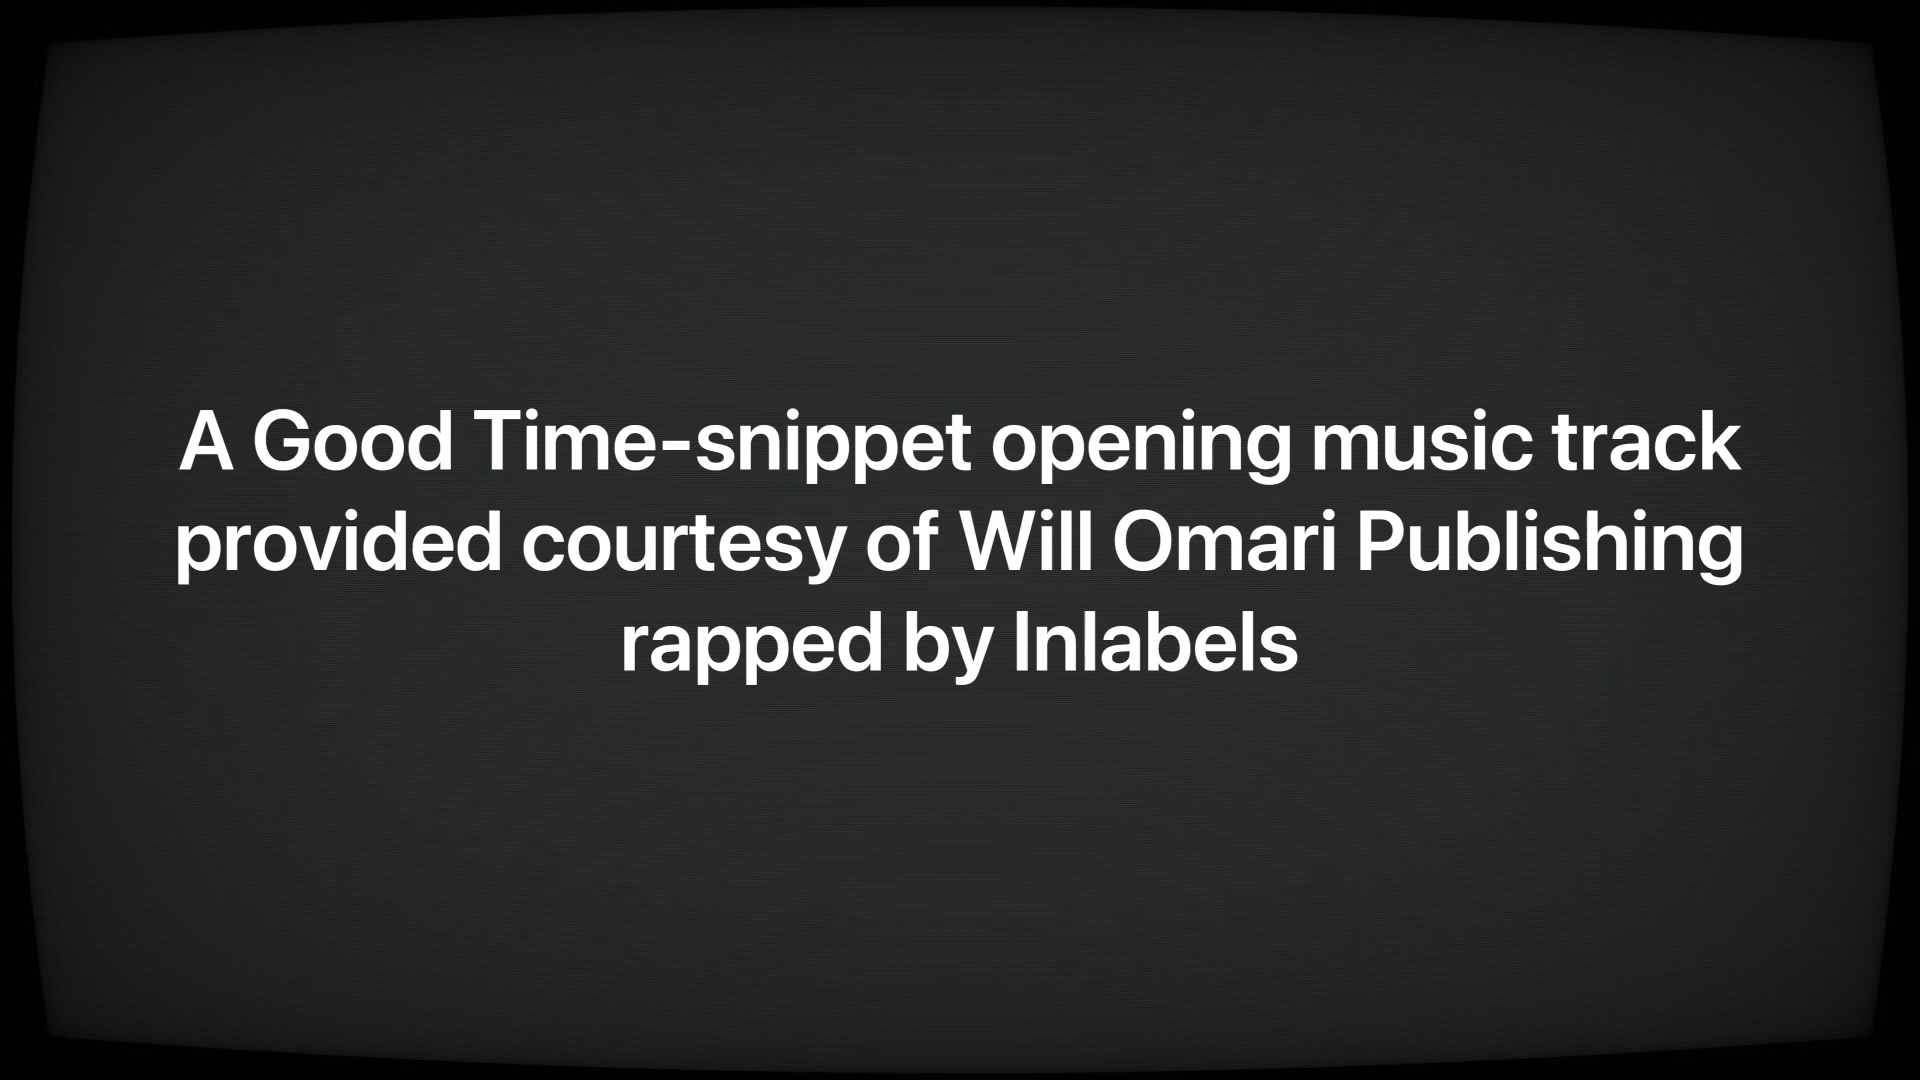 A Good Time-snippet opening music track
provided courtesy of Will Omari Publishing
rapped by Inlabels